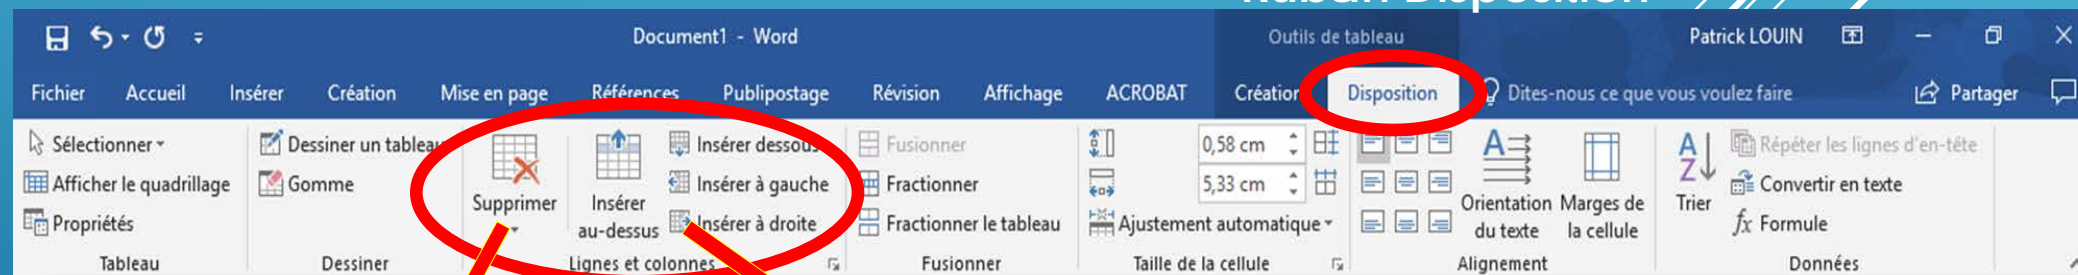 Ruban Disposition
Document1 - Word
Outils de tableau
Patrick LOUIN
Fichier Accueil Insérer Création Mise en page Références Publipostage Révision Affichage ACROBAT Création Disposition Dites-nous ce que vous voulez faire Partager
Sélectionner
Afficher le quadrillage
Propriétés
Tableau
Dessiner un tableau
Gomme
Dessiner
Supprimer
Insérer
au-dessus
Insérer dessous
Insérer à gauche
Insérer à droite
Lignes et colonnes
Fusionner
Fractionner
Fractionner le tableau
Fusionner
0,58 cm
5,33 cm
Ajustement automatique
Taille de la cellule
Orientation
du texte
Marges de
la cellule
Alignement
A
Z
Trier
Répéter les lignes d'en-tête
Convertir en texte
fx Formule
Données